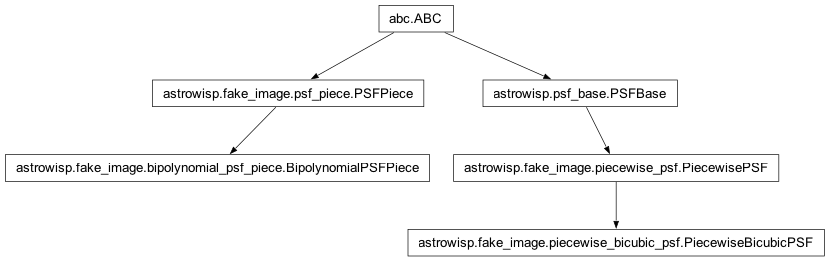 abc.ABC
astrowisp.fake_image.psf_piece.PSFPiece
astrowisp.psf_base.PSFBase
astrowisp.fake_image.bipolynomial_psf_piece.BipolynomialPSFPiece
astrowisp.fake_image.piecewise_psf.PiecewisePSF
astrowisp.fake_image.piecewise_bicubic_psf.PiecewiseBicubicPSF